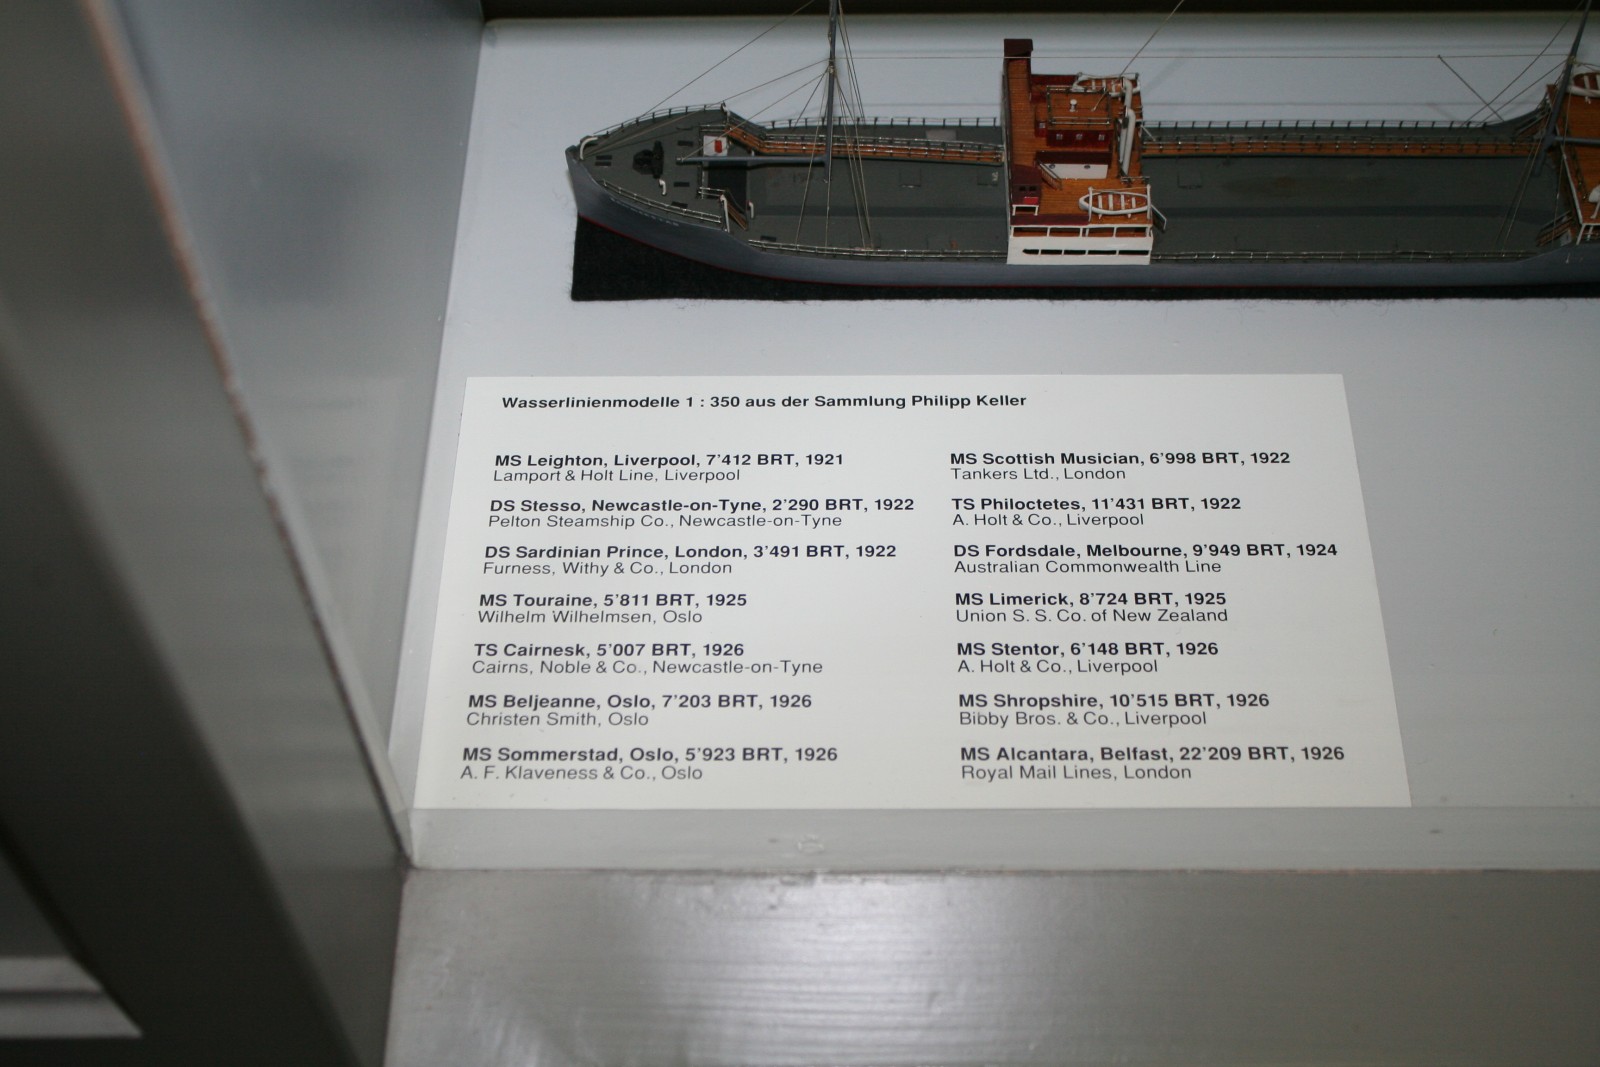 Wasserlinienmodelle 1 : 350 aus der Sammlung Philipp Keller
MS Leighton, Liverpool, 7'412 BRT, 1921
Lamport & Holt Line, Liverpool
DS Stesso, Newcastle-on-Tyne, 2'290 BRT, 1922
Pelton Steamship Co., Newcastle-on-Tyne
DS Sardinian Prince, London, 3'491 BRT, 1922
Furness, Withy & Co., London
MS Touraine, 5'811 BRT, 1925
Wilhelm Wilhelmsen, Oslo
TS Cairnesk, 5'007 BRT, 1926
Cairns, Noble & Co., Newcastle-on-Tyne
MS Beljeanne, Oslo, 7'203 BRT, 1926
Christen Smith, Oslo
MS Sommerstad, Oslo, 5'923 BRT, 1926
A. F. Klaveness & Co., Oslo
MS Scottish Musician, 6'998 BRT, 1922
Tankers Ltd., London
TS Philoctetes, 11'431 BRT, 1922
A. Holt & Co., Liverpool
DS Fordsdale, Melbourne, 9'949 BRT, 1924
Australian Commonwealth Line
MS Limerick, 8'724 BRT, 1925
Union S. S. Co. of New Zealand
MS Stentor, 6'148 BRT, 1926
A. Holt & Co., Liverpool
MS Shropshire, 10'515 BRT, 1926
Bibby Bros. & Co., Liverpool
MS Alcantara, Belfast, 22'209 BRT, 1926
Royal Mail Lines, London